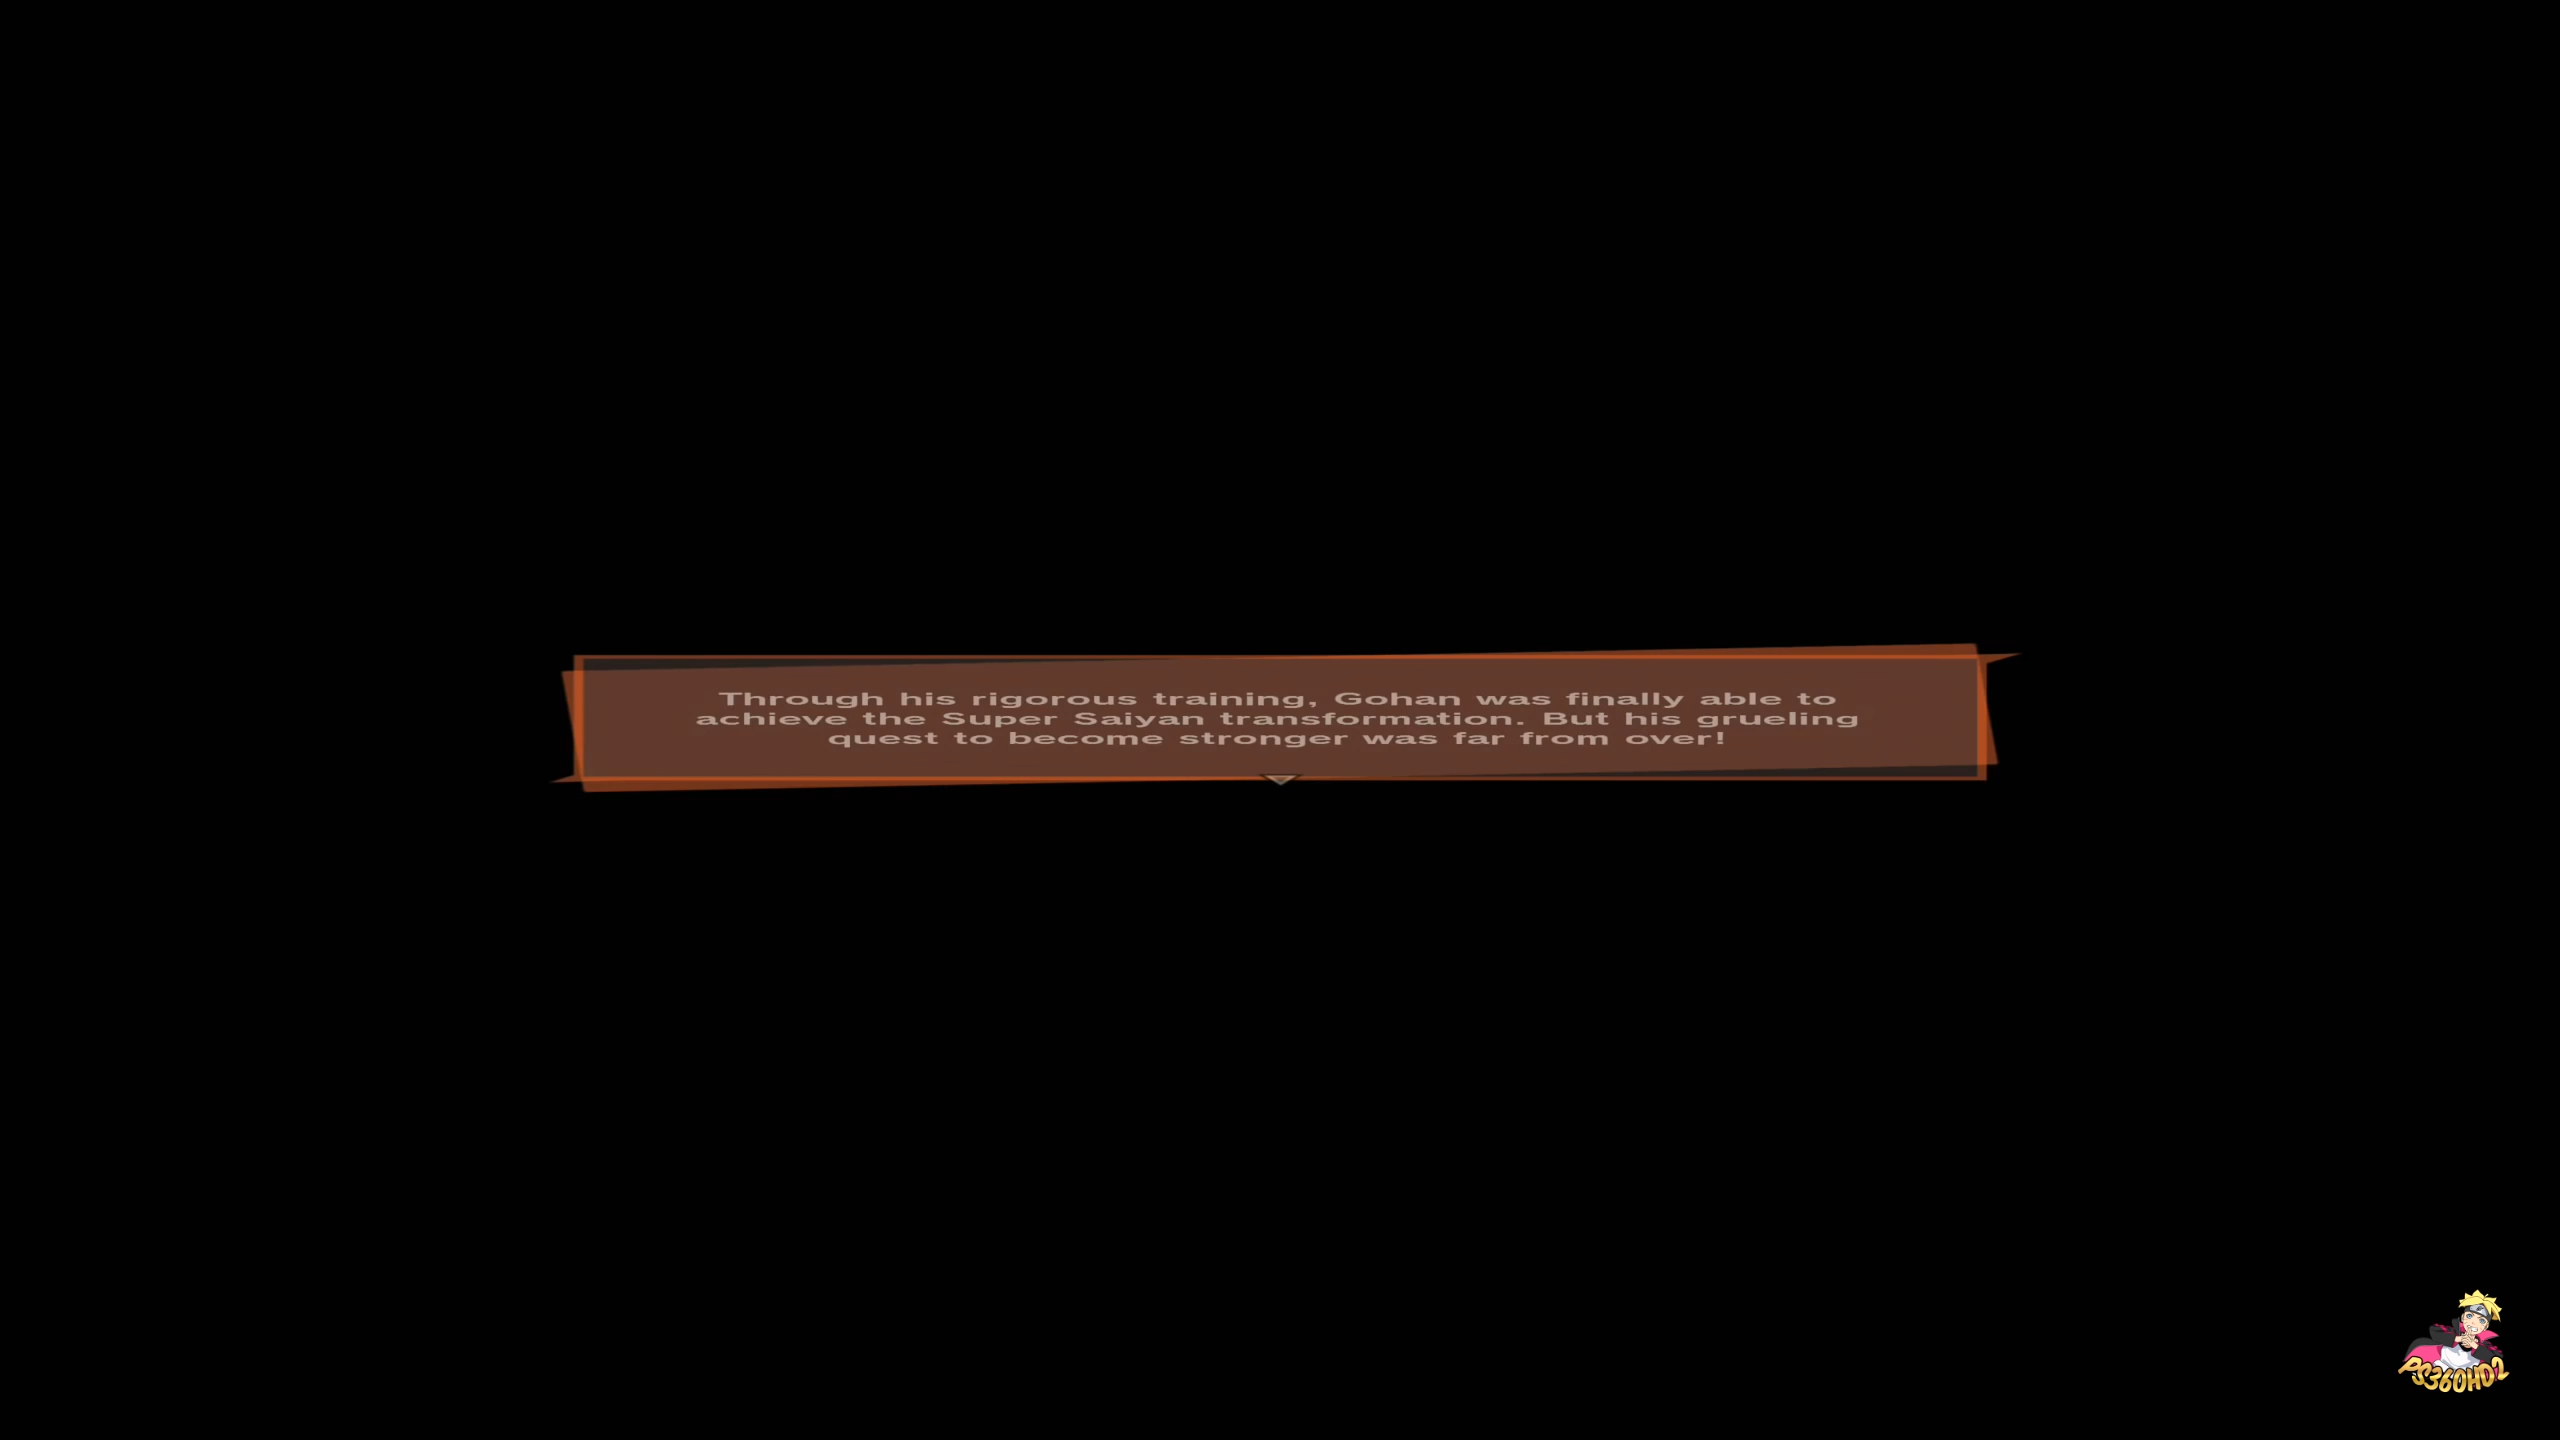 Through his rigorous training, Gohan was finally able to
achieve the Super Saiyan transformation. But his grueling
quest to become stronger was far from over!
PS360HD2